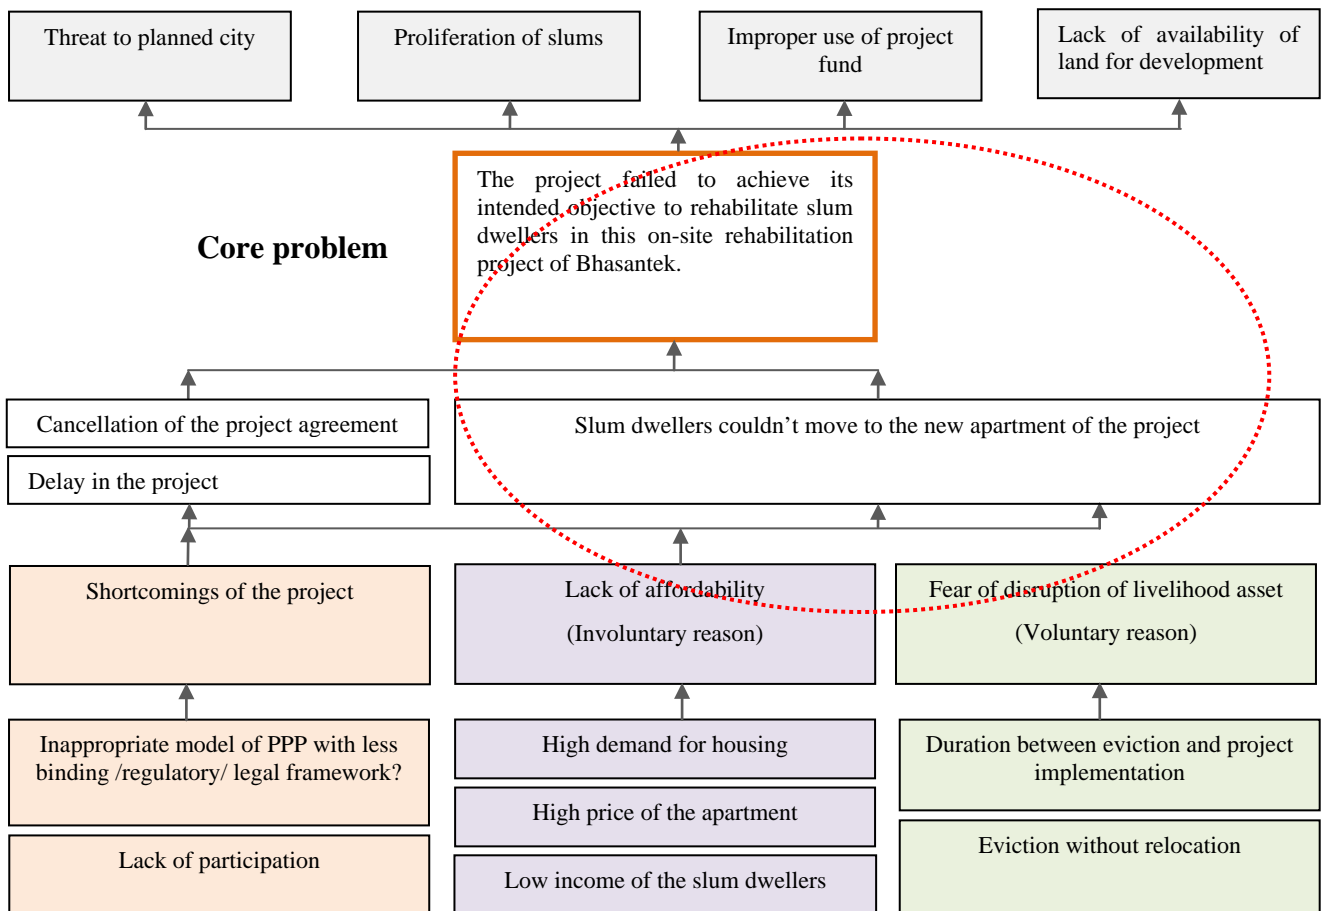 Threat to planned city
Proliferation of slums
Improper use of project
fund
Lack of availability of
land for development
Core problem
The project failed to achieve its
intended objective to rehabilitate slum
dwellers in this on-site rehabilitation
project of Bhasantek.
Cancellation of the project agreement
Delay in the project
Slum dwellers couldn’t move to the new apartment of the project
Shortcomings of the project
Lack of affordability
(Involuntary reason)
Fear of disruption of livelihood asset
(Voluntary reason)
Inappropriate model of PPP with less
binding /regulatory/ legal framework?
Lack of participation
High demand for housing
High price of the apartment
Low income of the slum dwellers
Duration between eviction and project
implementation
Eviction without relocation